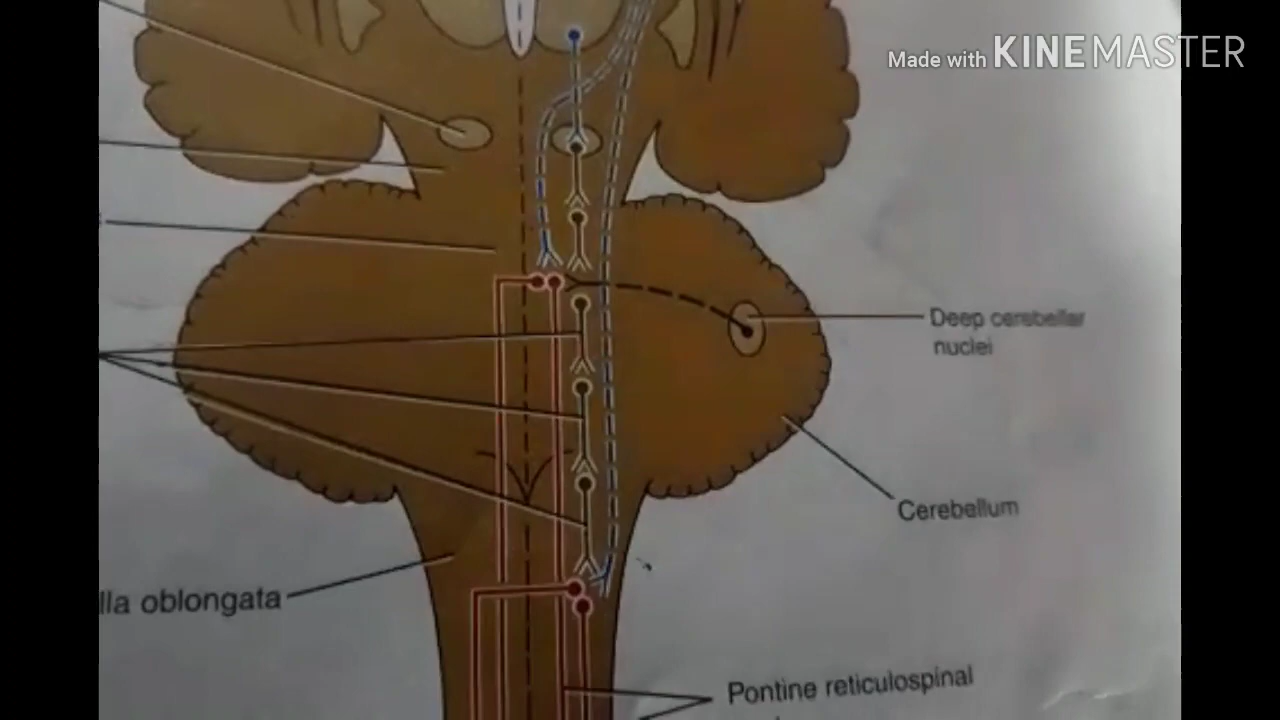 Made with KINEMASTER
Deep cerebellar
nuclei
Cerebellum
lla oblongata
Pontine reticulospinal